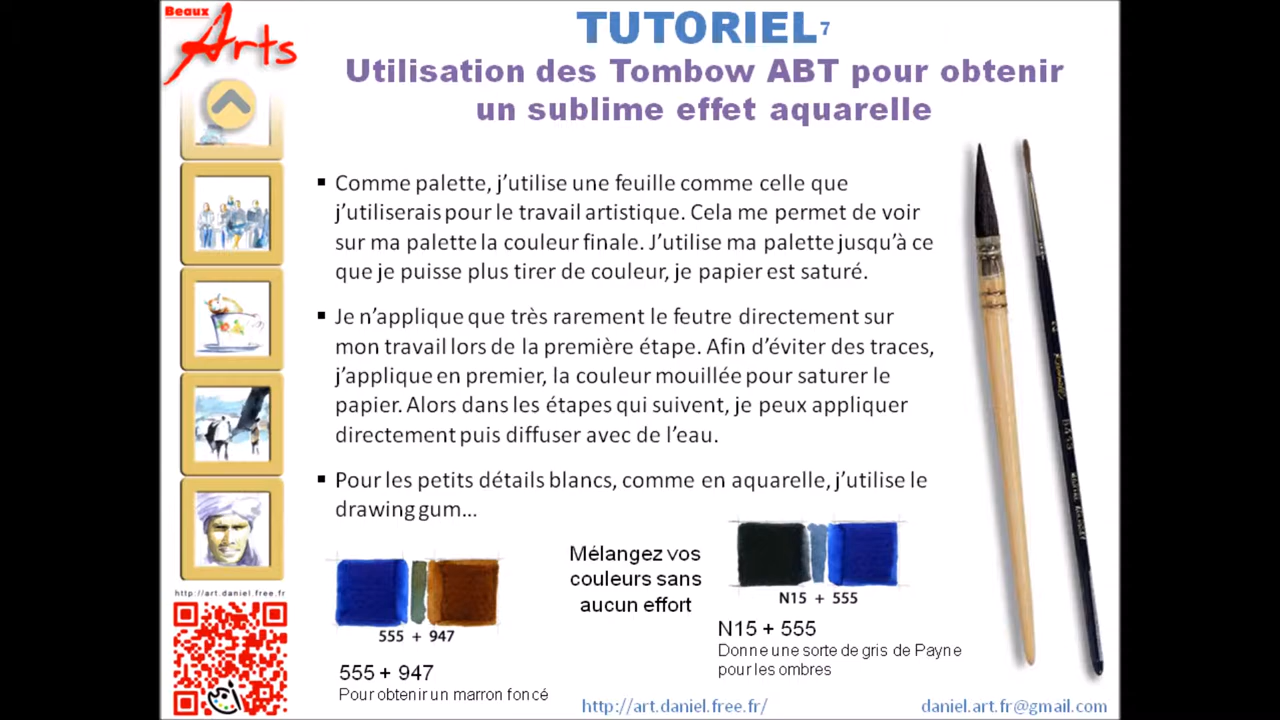 Beaux
Arts
TUTORIEL 7
Utilisation des Tombow ABT pour obtenir
un sublime effet aquarelle
▪ Comme palette, j’utilise une feuille comme celle que
j’utiliserais pour le travail artistique. Cela me permet de voir
sur ma palette la couleur finale. J’utilise ma palette jusqu’à ce
que je puisse plus tirer de couleur, je papier est saturé.
▪ Je n’applique que très rarement le feutre directement sur
mon travail lors de la première étape. Afin d’éviter des traces,
j’applique en premier, la couleur mouillée pour saturer le
papier. Alors dans les étapes qui suivent, je peux appliquer
directement puis diffuser avec de l’eau.
▪ Pour les petits détails blancs, comme en aquarelle, j’utilise le
drawing gum…
555 + 947
555 + 947
Pour obtenir un marron foncé
Mélangez vos
couleurs sans
aucun effort
N15 + 555
N15 + 555
Donne une sorte de gris de Payne
pour les ombres
http://art.daniel.free.fr
http://art.daniel.free.fr/
daniel.art.fr@gmail.com